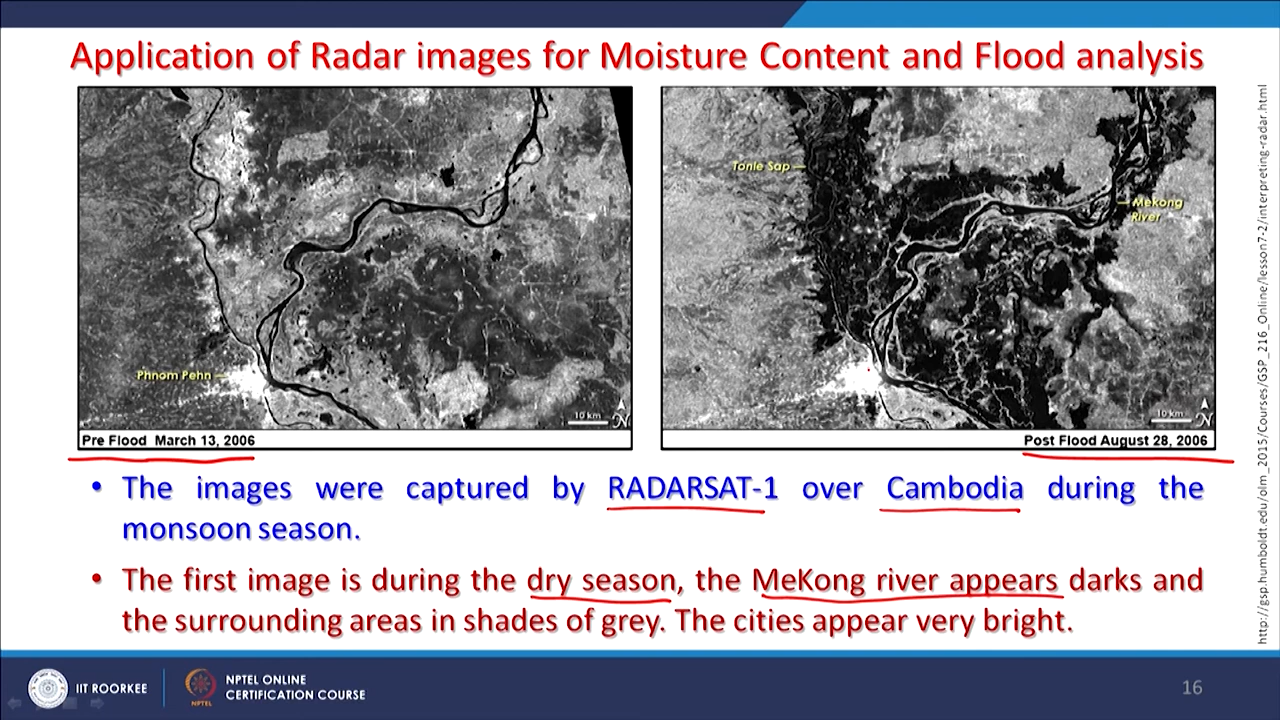 Application of Radar images for Moisture Content and Flood analysis
Phnom Pehn
10 km
N
Pre Flood March 13, 2006
Tonle Sap
Mekong
River
10 km
N
Post Flood August 28, 2006
http://gsp.humboldt.edu/olm_2015/Courses/GSP_216_Online/lesson7-2/interpreting-radar.html
• The images were captured by RADARSAT-1 over Cambodia during the
monsoon season.
• The first image is during the dry season, the MeKong river appears darks and
the surrounding areas in shades of grey. The cities appear very bright.
IIT ROORKEE
NPTEL
NPTEL ONLINE
CERTIFICATION COURSE
16